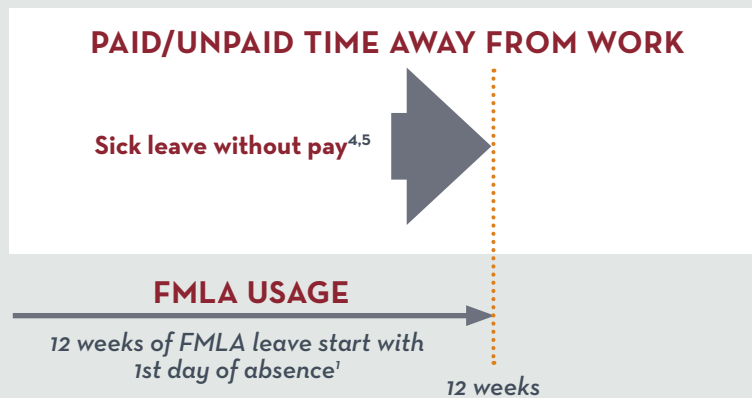 PAID/UNPAID TIME AWAY FROM WORK
Sick leave without pay4,5
FMLA USAGE
12 weeks of FMLA leave start with
1st day of absence1
12 weeks